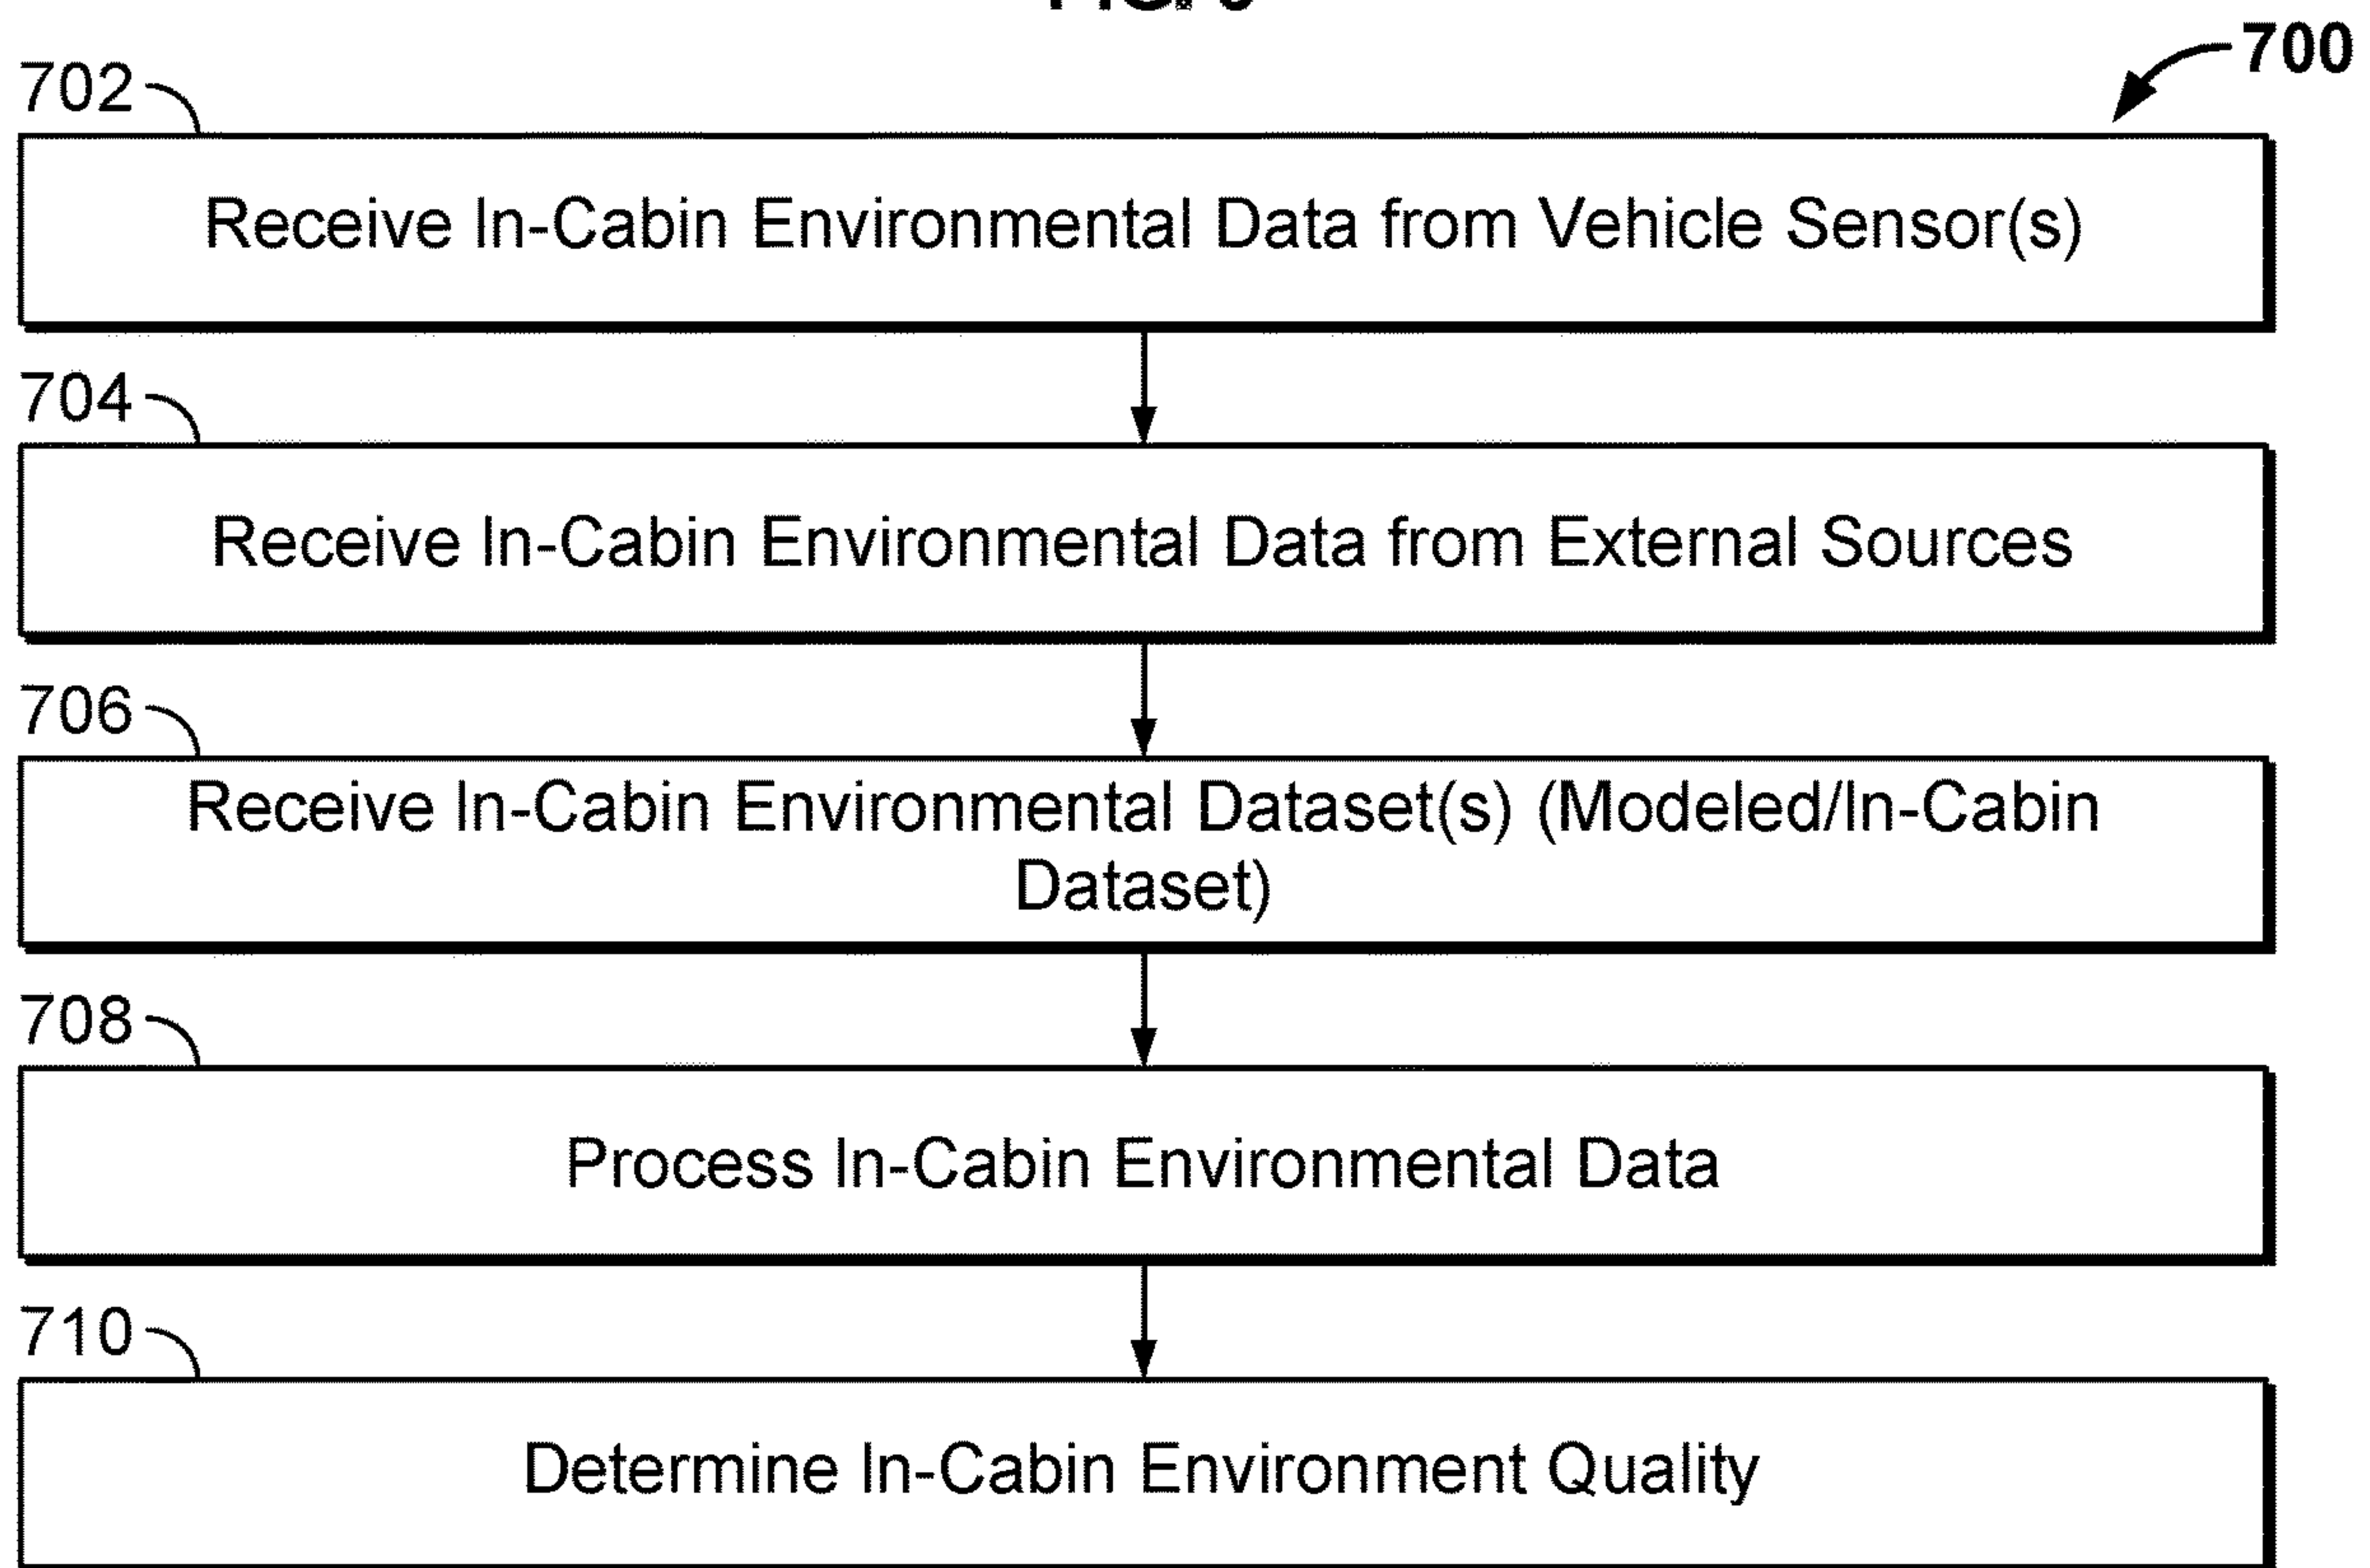 700
702
Receive In-Cabin Environmental Data from Vehicle Sensor(s)
704
Receive In-Cabin Environmental Data from External Sources
706
Receive In-Cabin Environmental Dataset(s) (Modeled/In-Cabin
Dataset)
708
Process In-Cabin Environmental Data
710
Determine In-Cabin Environment Quality